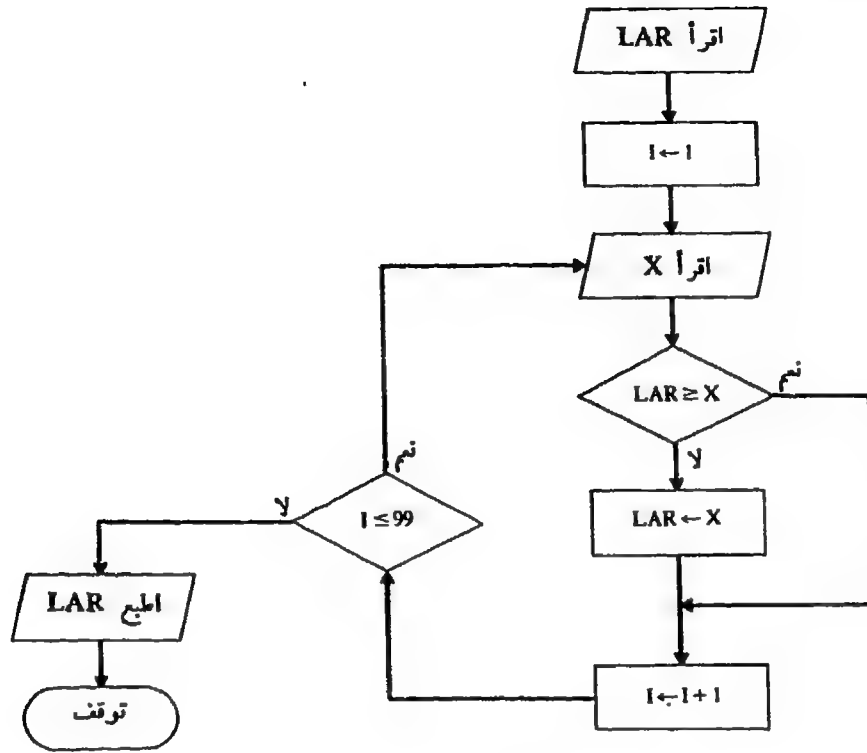 اقرأ LAR
I ← 1
اقرأ X
LAR ≥ X
نعم
لا
LAR ← X
I ← I + 1
I ≤ 99
نعم
لا
اطبع LAR
توقف